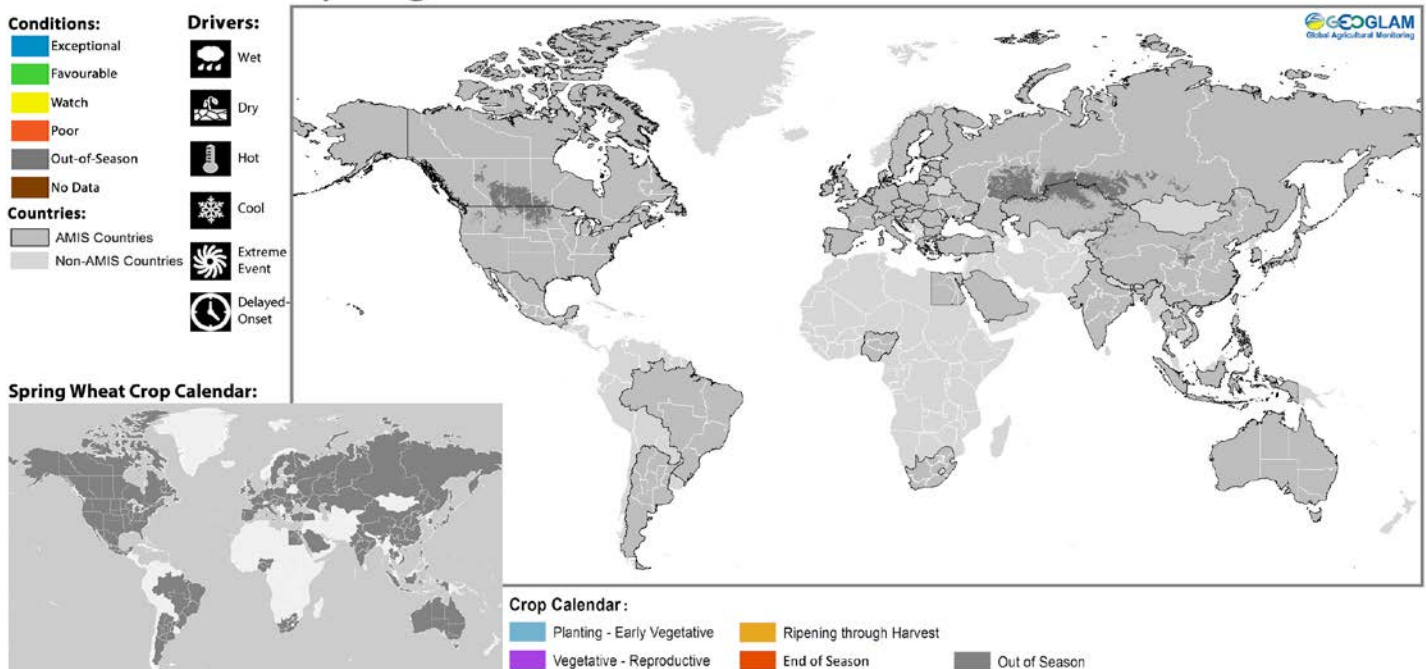 Conditions:
Exceptional
Favourable
Watch
Poor
Out-of-Season
No Data
Countries:
AMIS Countries
Non-AMIS Countries
Drivers:
Wet
Dry
Hot
Cool
Extreme
Event
Delayed-
Onset
GEOGLAM
Global Agricultural Monitoring
Spring Wheat Crop Calendar:
Crop Calendar :
Planting - Early Vegetative
Vegetative - Reproductive
Ripening through Harvest
End of Season
Out of Season